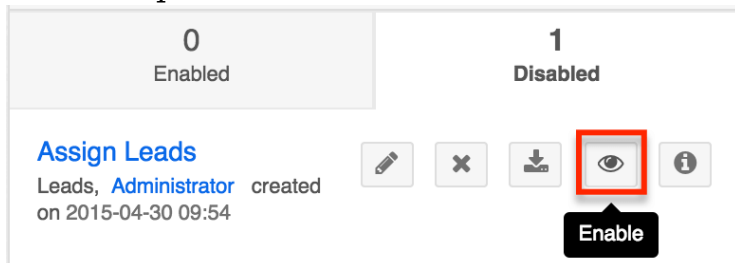 0
Enabled
1
Disabled
Assign Leads
Leads, Administrator created
on 2015-04-30 09:54
Enable